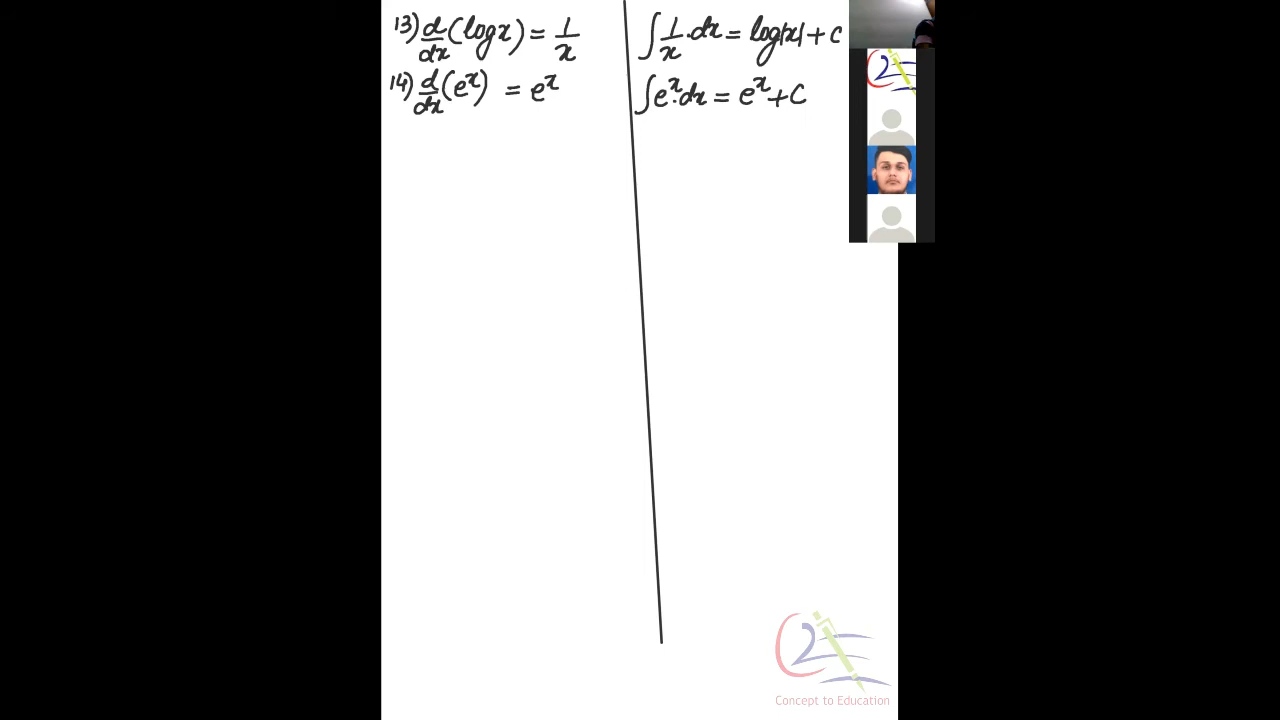 13) d/dx (log x) = 1/x
∫ 1/x . dx = log|x| + C
14) d/dx (e^x) = e^x
∫ e^x . dx = e^x + C
Concept to Education